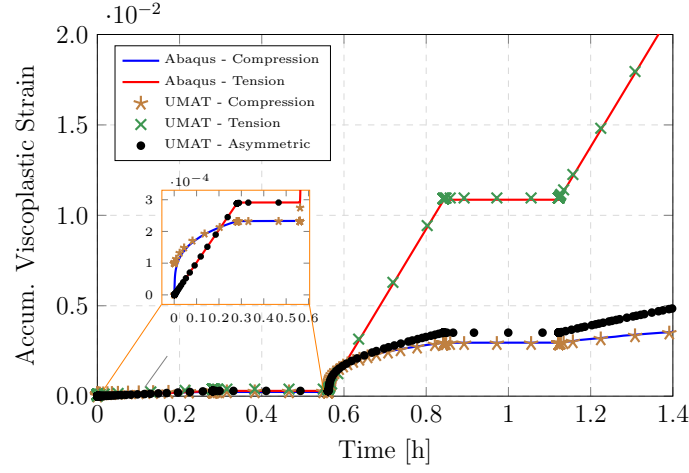 ·10⁻²
2.0
1.5
1.0
0.5
0.0
Accum. Viscoplastic Strain
Abaqus - Compression
Abaqus - Tension
UMAT - Compression
UMAT - Tension
UMAT - Asymmetric
·10⁻⁴
3
2
1
0
0 0.1 0.2 0.3 0.4 0.5 0.6
0 0.2 0.4 0.6 0.8 1 1.2 1.4
Time [h]